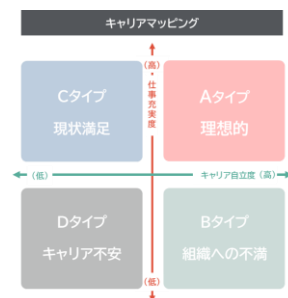 キャリアマッピング
(高)・仕事充実度
Cタイプ
現状満足
Aタイプ
理想的
(低)
キャリア自立度(高)
Dタイプ
キャリア不安
Bタイプ
組織への不満
(低)